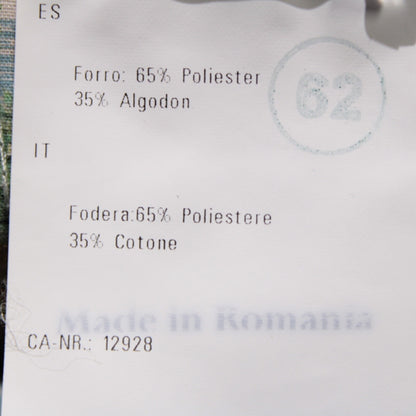 ES
Forro: 65% Poliester
35% Algodon
62
IT
Fodera:65% Poliestere
35% Cotone
Made in Romania
CA-NR.: 12928